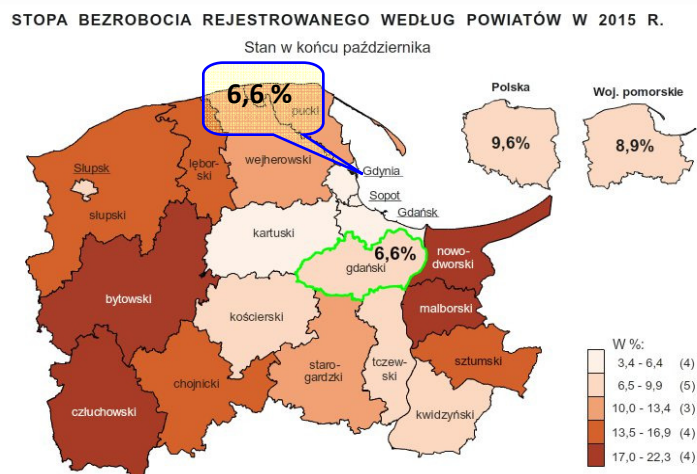 STOPA BEZROBOCIA REJESTROWANEGO WEDŁUG POWIATÓW W 2015 R.
Stan w końcu października
6,6 %
pucki
Polska
9,6%
Woj. pomorskie
8,9%
wejherowski
lębor-
ski
Słupsk
słupski
Gdynia
Sopot
Gdańsk
kartuski
6,6%
gdański
nowo-
dworski
bytowski
kościerski
malborski
staro-
gardzki
tczew-
ski
sztumski
chojnicki
człuchowski
kwidzyński
W %:
3,4 - 6,4 (4)
6,5 - 9,9 (5)
10,0 - 13,4 (3)
13,5 - 16,9 (4)
17,0 - 22,3 (4)